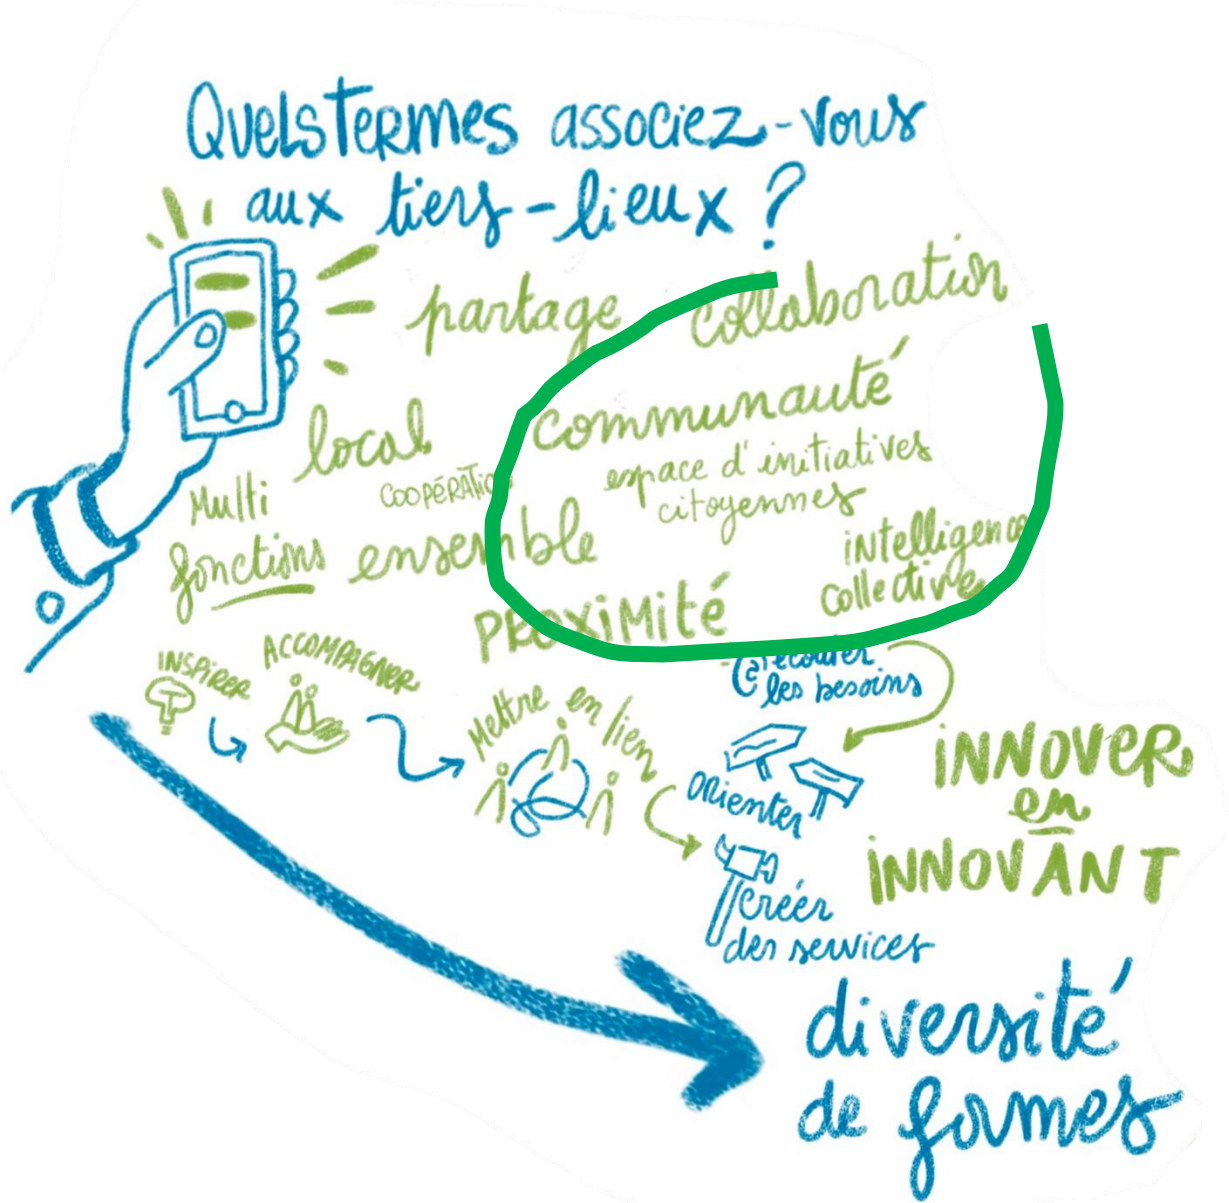 Quels termes associez-vous
aux tiers-lieux ?
partage
collaboration
communauté
local
espace d'initiatives
citoyennes
Multi
fonctions
COOPÉRATION
ensemble
intelligence
collective
PROXIMITÉ
INSPIRER
ACCOMPAGNER
Mettre en lien
écouter
les besoins
orienter
créer
des services
iNNOVER
en
iNNOVANT
diversité
de formes